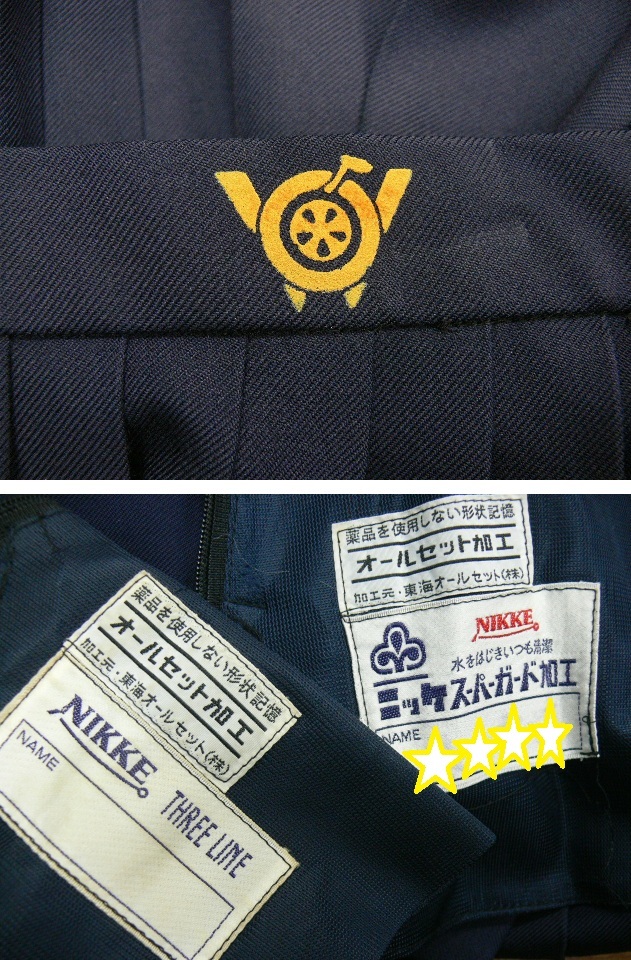 薬品を使用しない形状記憶
オールセット加工
加工元・東海オールセット(株)
NIKKE
NAME
THREE LINE
薬品を使用しない形状記憶
オールセット加工
加工元・東海オールセット(株)
NIKKE
水をはじきいつも清潔
ニッケスーパーガード加工
NAME